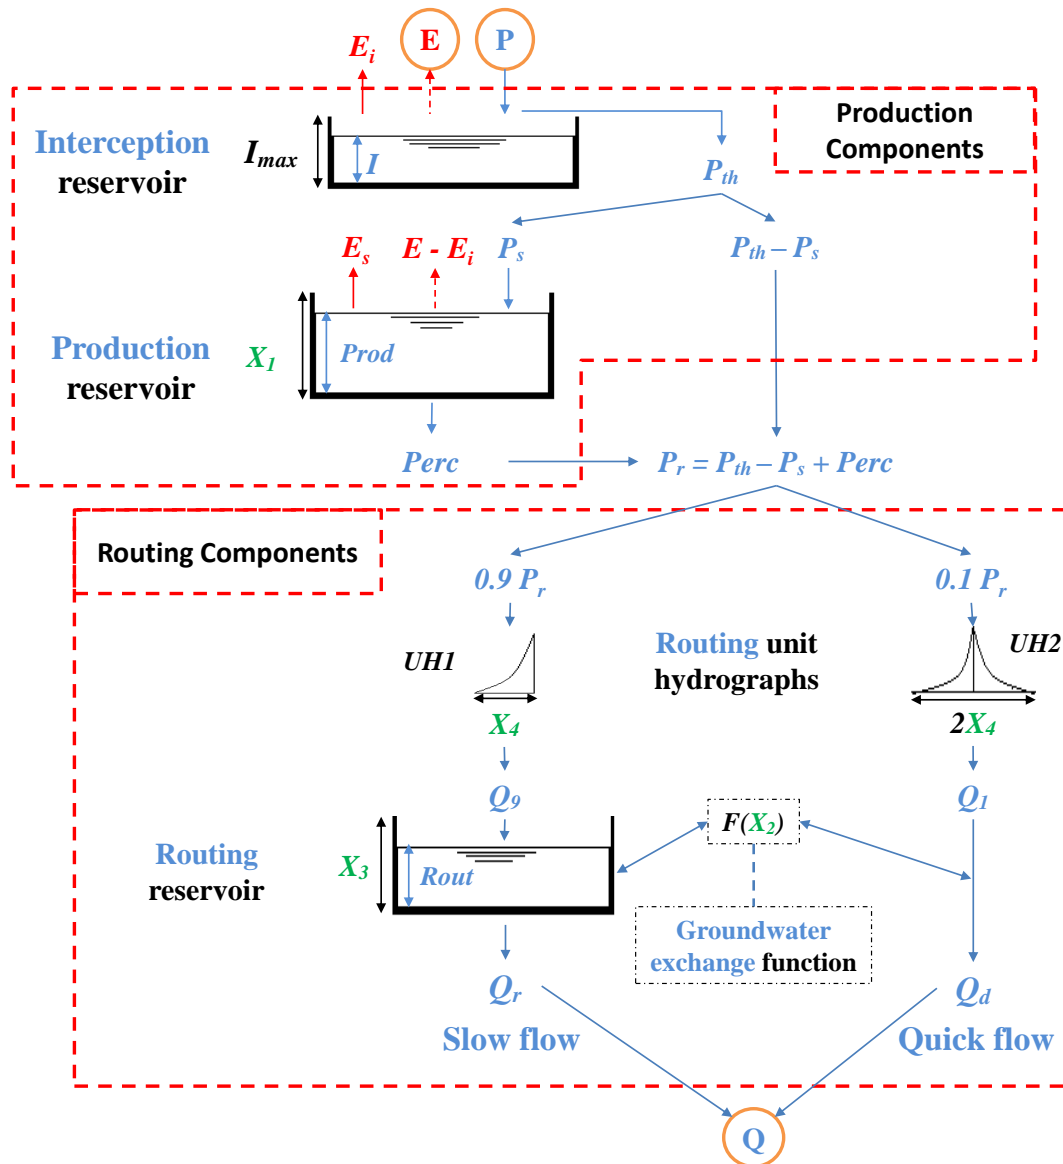 E_i
E
P
Production
Components
Interception
reservoir
I_max
I
P_th
E_s
E - E_i
P_s
P_th – P_s
Production
reservoir
X_1
Prod
Perc
P_r = P_th – P_s + Perc
Routing Components
0.9 P_r
0.1 P_r
UH1
Routing unit
hydrographs
UH2
X_4
2X_4
Q_9
Q_1
F(X_2)
Routing
reservoir
X_3
Rout
Groundwater
exchange function
Q_r
Q_d
Slow flow
Quick flow
Q